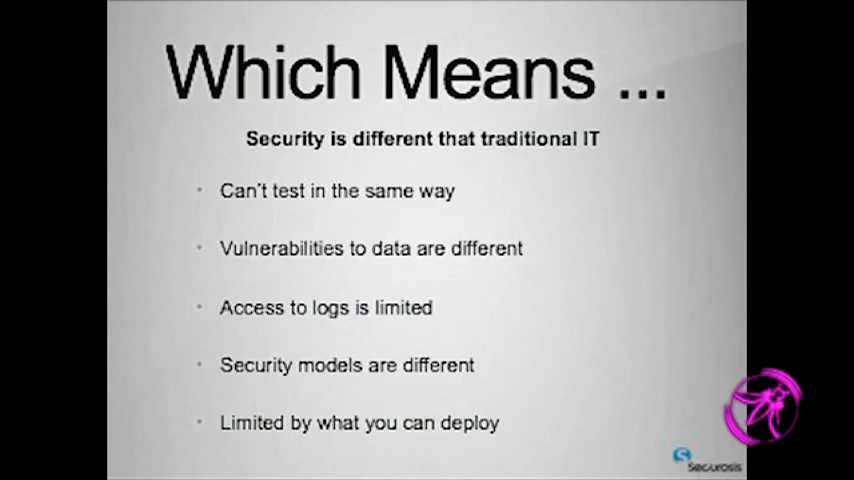 Which Means ...
Security is different that traditional IT
Can't test in the same way
Vulnerabilities to data are different
Access to logs is limited
Security models are different
Limited by what you can deploy
Securosis